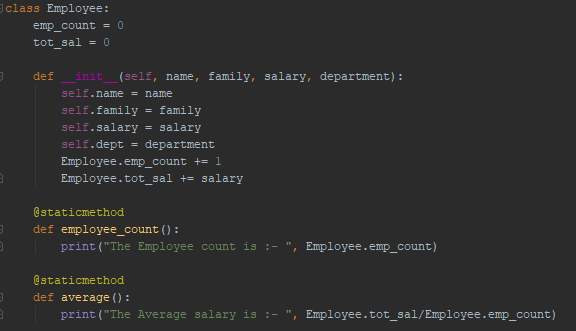 class Employee:
    emp_count = 0
    tot_sal = 0

    def __init__(self, name, family, salary, department):
        self.name = name
        self.family = family
        self.salary = salary
        self.dept = department
        Employee.emp_count += 1
        Employee.tot_sal += salary

    @staticmethod
    def employee_count():
        print("The Employee count is :- ", Employee.emp_count)

    @staticmethod
    def average():
        print("The Average salary is :- ", Employee.tot_sal/Employee.emp_count)